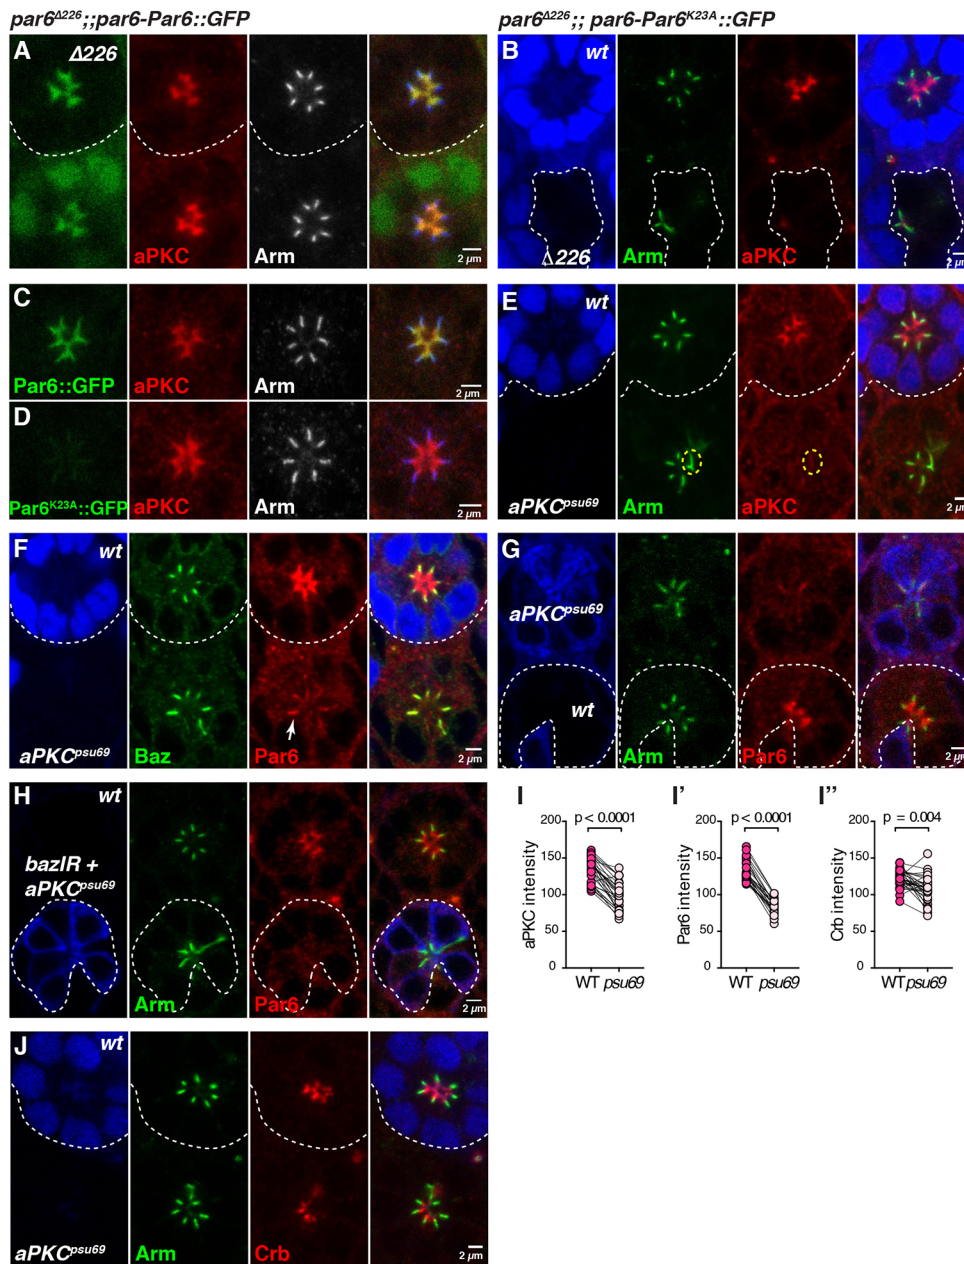 par6Δ226;;par6-Par6::GFP
par6Δ226;; par6-Par6K23A::GFP
A
Δ226
aPKC
Arm
2 µm
B
wt
Δ226
Arm
aPKC
2 µm
C
Par6::GFP
aPKC
Arm
2 µm
D
Par6K23A::GFP
aPKC
Arm
2 µm
E
wt
aPKCpsu69
Arm
aPKC
2 µm
F
wt
aPKCpsu69
Baz
Par6
2 µm
G
aPKCpsu69
wt
Arm
Par6
2 µm
H
wt
bazIR +
aPKCpsu69
Arm
Par6
2 µm
I
p < 0.0001
aPKC intensity
200
150
100
50
0
WT psu69
I'
p < 0.0001
Par6 intensity
200
150
100
50
0
WT psu69
I''
p = 0.004
Crb intensity
200
150
100
50
0
WT psu69
J
wt
aPKCpsu69
Arm
Crb
2 µm